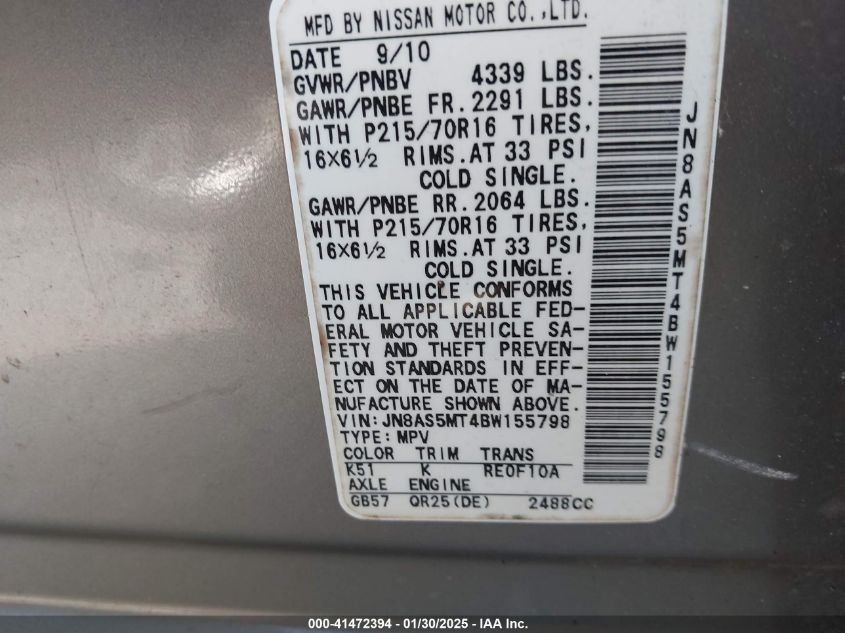 MFD BY NISSAN MOTOR CO.,LTD.
DATE 9/10
GVWR/PNBV 4339 LBS.
GAWR/PNBE FR.2291 LBS.
WITH P215/70R16 TIRES,
16X6½ RIMS.AT 33 PSI
COLD SINGLE.
GAWR/PNBE RR.2064 LBS.
WITH P215/70R16 TIRES,
16X6½ RIMS.AT 33 PSI
COLD SINGLE.
THIS VEHICLE CONFORMS
TO ALL APPLICABLE FED-
ERAL MOTOR VEHICLE SA-
FETY AND THEFT PREVEN-
TION STANDARDS IN EFF-
ECT ON THE DATE OF MA-
NUFACTURE SHOWN ABOVE.
VIN:JN8AS5MT4BW155798
TYPE:MPV
COLOR TRIM TRANS
K51 K RE0F10A
AXLE ENGINE
GB57 QR25(DE) 2488CC
JN8AS5MT4BW155798
000-41472394 — 01/30/2025 — IAA Inc.